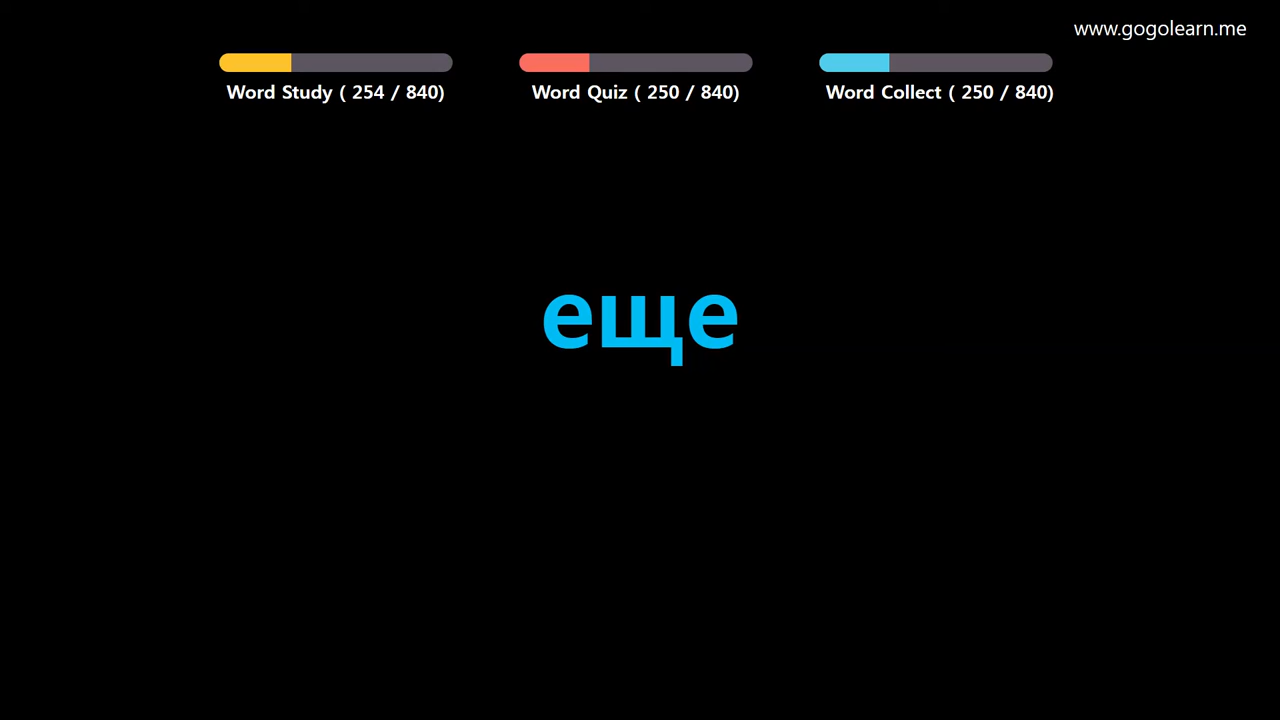 www.gogolearn.me
Word Study ( 254 / 840)
Word Quiz ( 250 / 840)
Word Collect ( 250 / 840)
еще